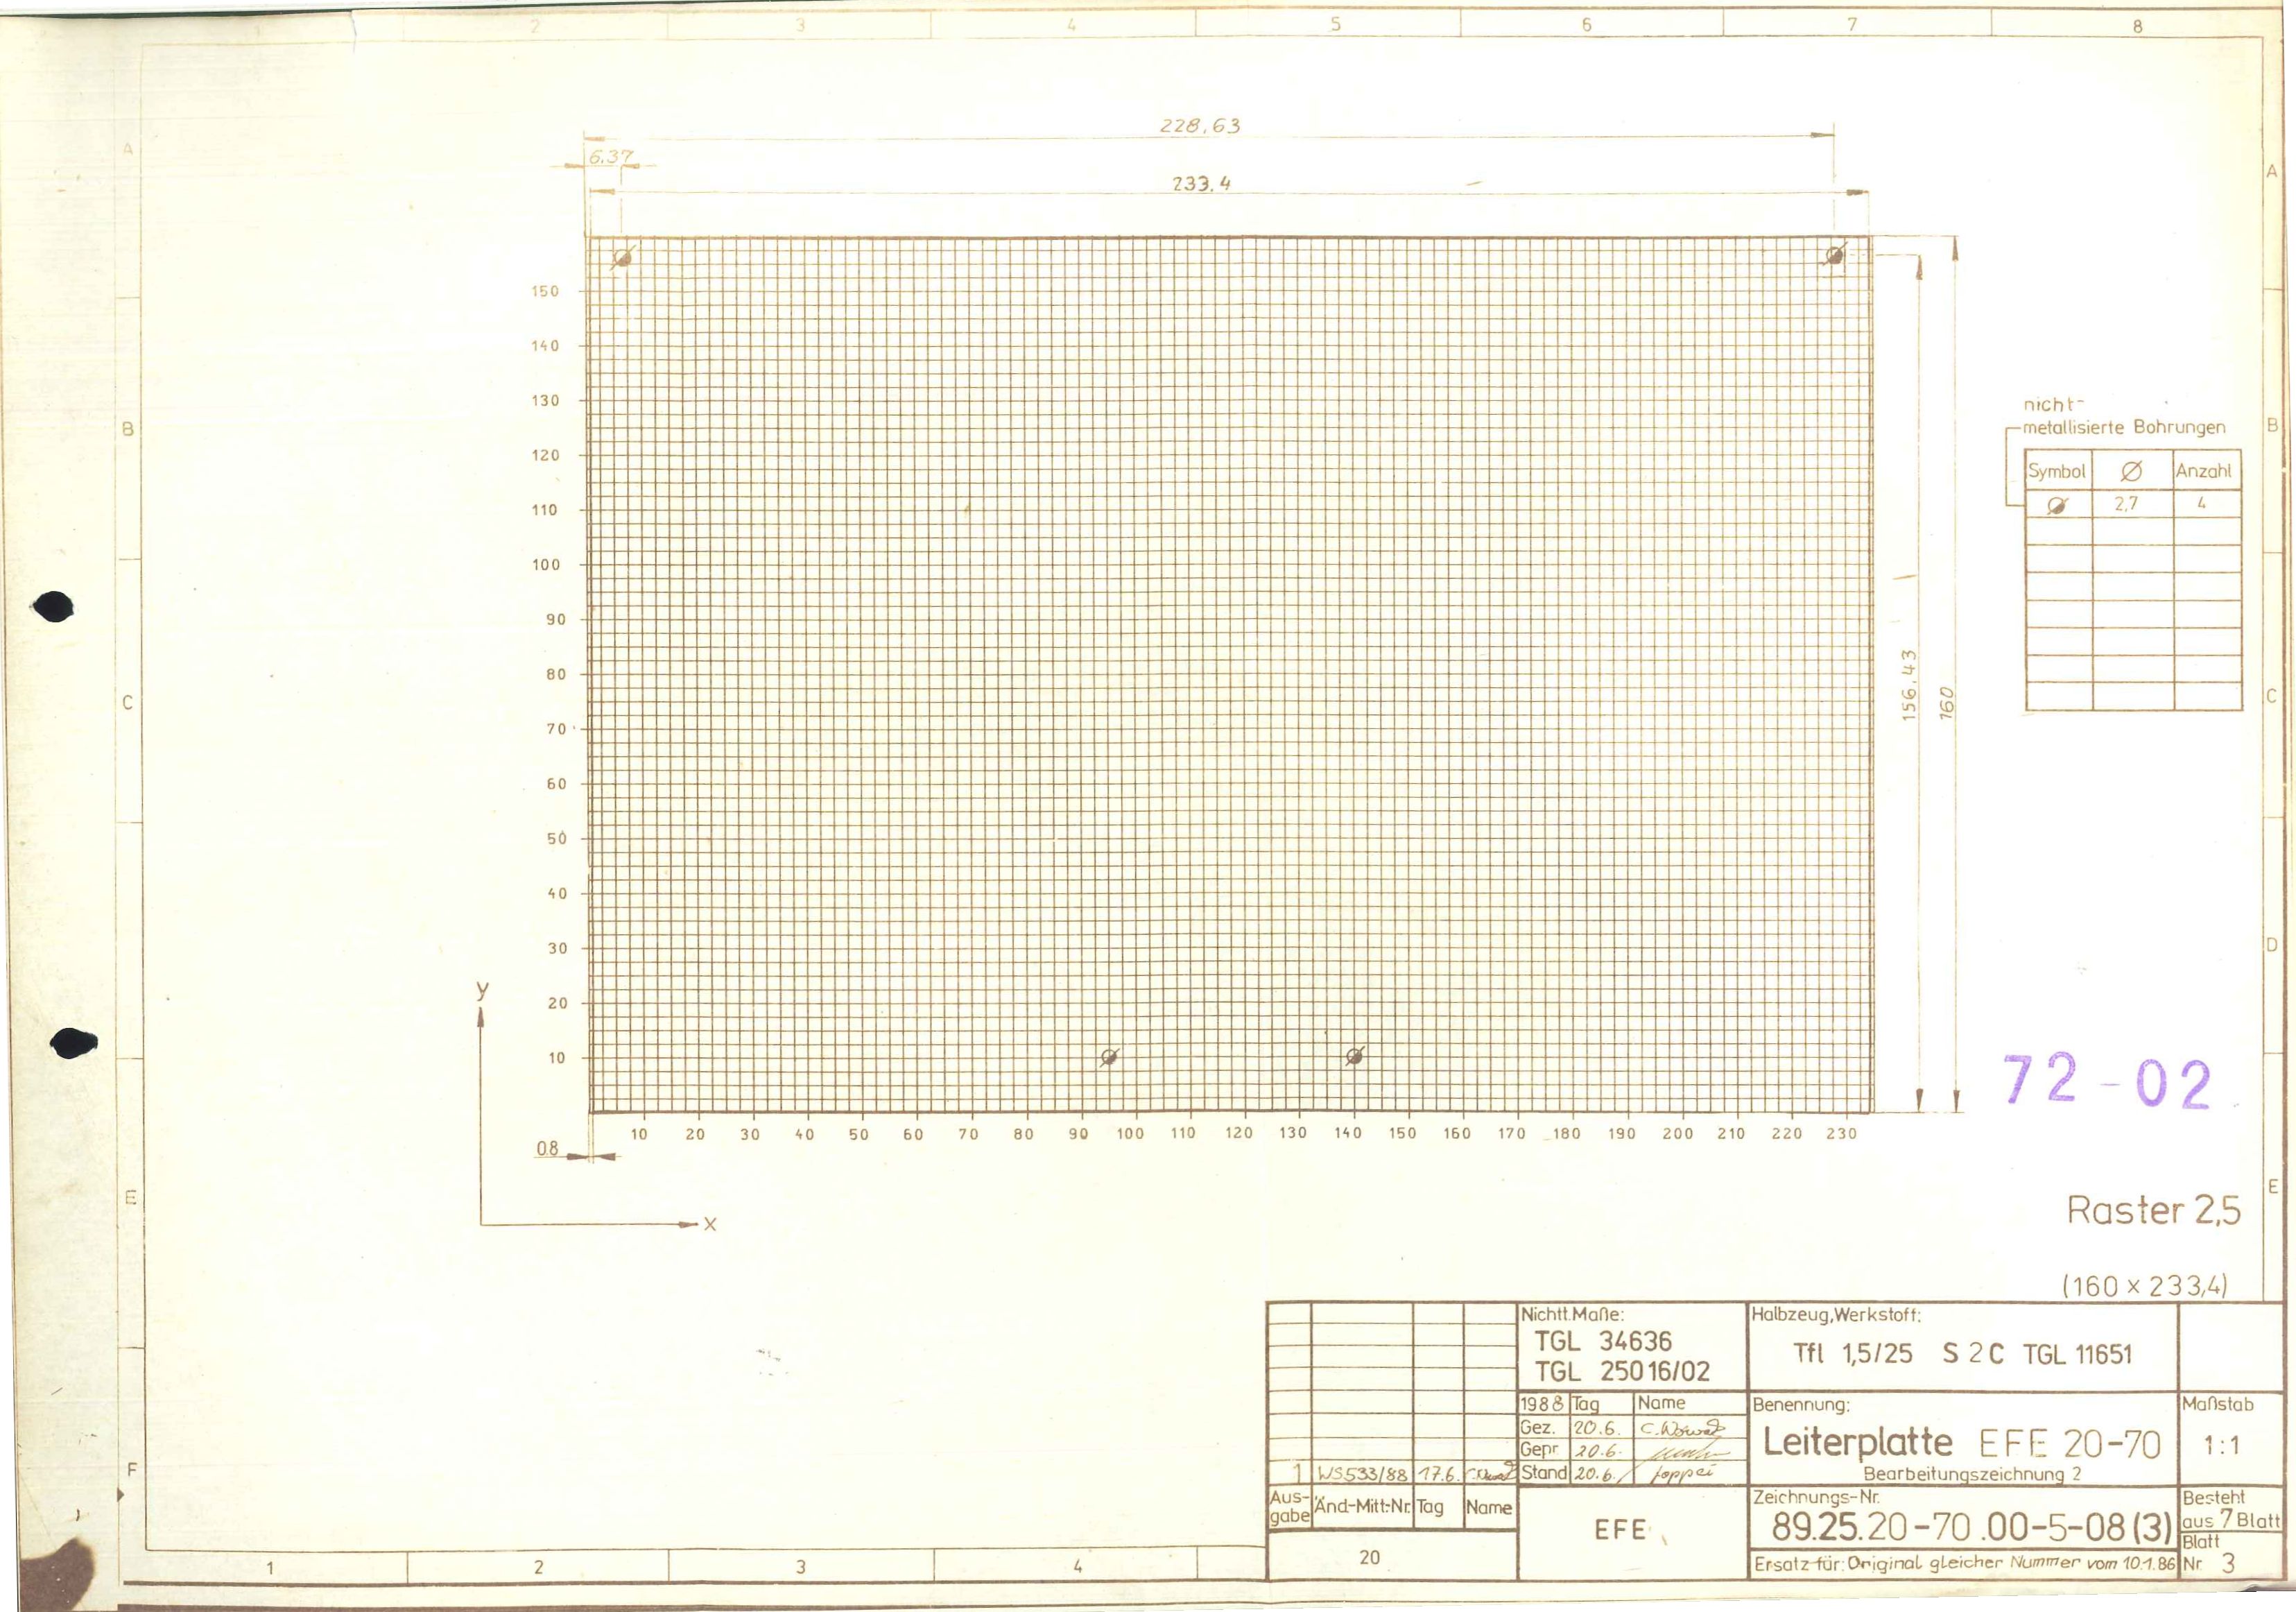 1 2 3 4 5 6 7 8
228,63
6.37
233.4
A
A
150
140
130
120
110
100
90
80
70
60
50
40
30
20
10
10 20 30 40 50 60 70 80 90 100 110 120 130 140 150 160 170 180 190 200 210 220 230
0.8
y
x
156,43
160
B
B
C
C
D
E
E
F
nicht-
metallisierte Bohrungen
Symbol Ø Anzahl
2,7 4
72-02
Raster 2,5
(160 x 233,4)
Nichtt.Maße:
TGL 34636
TGL 25016/02
Halbzeug,Werkstoff:
Tfl 1,5/25 S 2 C TGL 11651
1988 Tag Name
Gez. 20.6.
Gepr 20.6.
Stand 20.6.
1 WS533/88 17.6.
Aus-
gabe Änd-Mitt-Nr. Tag Name
Benennung:
Leiterplatte EFE 20-70
Bearbeitungszeichnung 2
Maßstab
1:1
EFE
Zeichnungs-Nr.
89.25.20-70.00-5-08(3)
Ersatz für: Original gleicher Nummer vom 10.1.86
Besteht
aus 7 Blatt
Blatt
Nr. 3
20
1 2 3 4